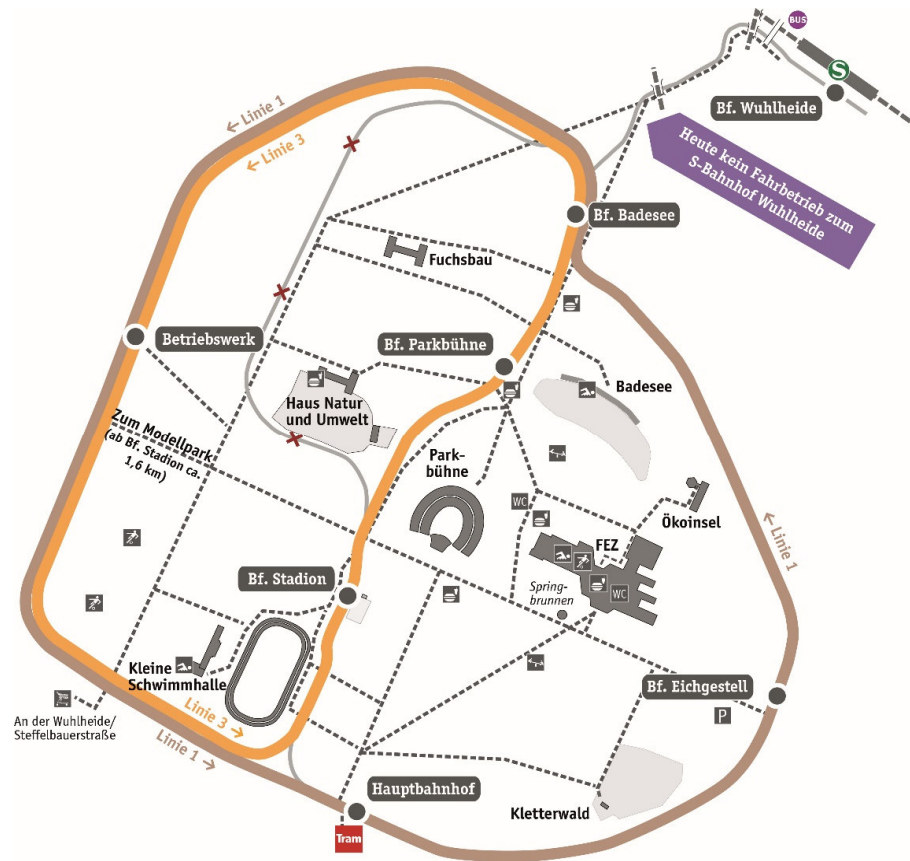 BUS
S
Bf. Wuhlheide
← Linie 1
← Linie 3
Heute kein Fahrbetrieb zum
S-Bahnhof Wuhlheide
Bf. Badesee
Fuchsbau
Betriebswerk
Bf. Parkbühne
Badesee
Haus Natur
und Umwelt
Zum Modellpark
(ab Bf. Stadion ca.
1,6 km)
Park-
bühne
WC
Ökoinsel
FEZ
← Linie 1
Bf. Stadion
Spring-
brunnen
WC
Kleine
Schwimmhalle
Bf. Eichgestell
P
An der Wuhlheide/
Steffelbauerstraße
Linie 3 →
Linie 1 →
Hauptbahnhof
Kletterwald
Tram